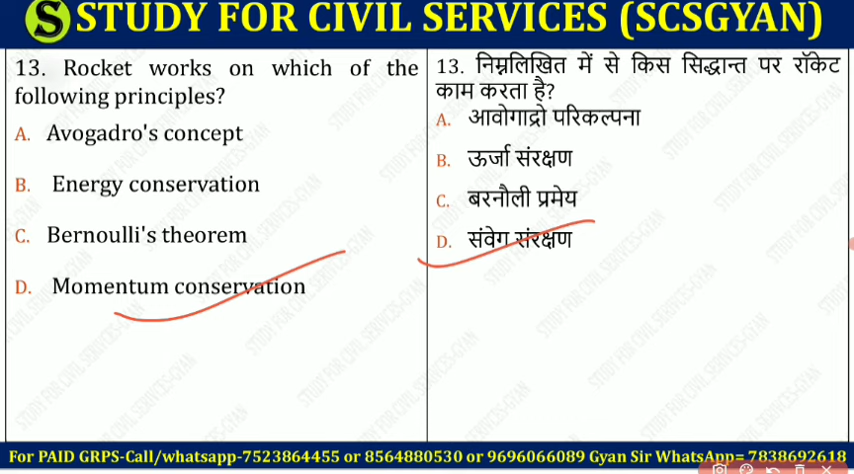 S STUDY FOR CIVIL SERVICES (SCSGYAN)
13. Rocket works on which of the
following principles?
A. Avogadro's concept
B. Energy conservation
C. Bernoulli's theorem
D. Momentum conservation
13. निम्नलिखित में से किस सिद्धान्त पर रॉकेट
काम करता है?
A. आवोगाद्रो परिकल्पना
B. ऊर्जा संरक्षण
C. बरनौली प्रमेय
D. संवेग संरक्षण
For PAID GRPS-Call/whatsapp-7523864455 or 8564880530 or 9696066089 Gyan Sir WhatsApp= 7838692618